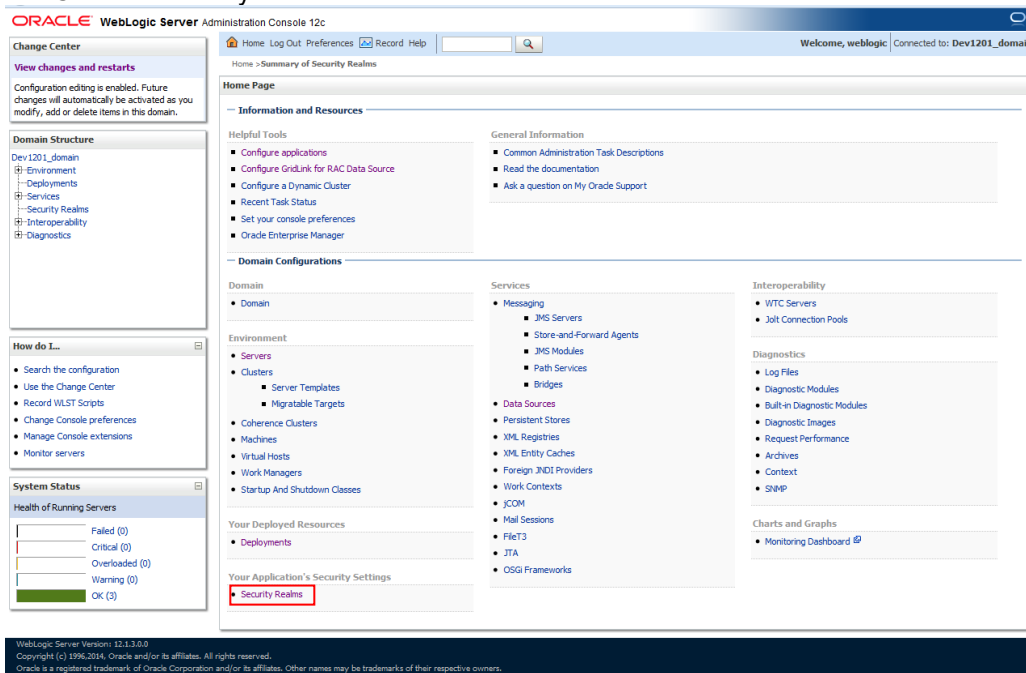 ORACLE WebLogic Server Administration Console 12c
Change Center
View changes and restarts
Configuration editing is enabled. Future
changes will automatically be activated as you
modify, add or delete items in this domain.
Domain Structure
Dev1201_domain
Environment
Deployments
Services
Security Realms
Interoperability
Diagnostics
How do I...
Search the configuration
Use the Change Center
Record WLST Scripts
Change Console preferences
Manage Console extensions
Monitor servers
System Status
Health of Running Servers
Failed (0)
Critical (0)
Overloaded (0)
Warning (0)
OK (3)
Home Log Out Preferences Record Help
Welcome, weblogic Connected to: Dev1201_domai
Home >Summary of Security Realms
Home Page
Information and Resources
Helpful Tools
Configure applications
Configure GridLink for RAC Data Source
Configure a Dynamic Cluster
Recent Task Status
Set your console preferences
Oracle Enterprise Manager
General Information
Common Administration Task Descriptions
Read the documentation
Ask a question on My Oracle Support
Domain Configurations
Domain
Domain
Environment
Servers
Clusters
Server Templates
Migratable Targets
Coherence Clusters
Machines
Virtual Hosts
Work Managers
Startup And Shutdown Classes
Your Deployed Resources
Deployments
Your Application's Security Settings
Security Realms
Services
Messaging
JMS Servers
Store-and-Forward Agents
JMS Modules
Path Services
Bridges
Data Sources
Persistent Stores
XML Registries
XML Entity Caches
Foreign JNDI Providers
Work Contexts
jCOM
Mail Sessions
FileT3
JTA
OSGi Frameworks
Interoperability
WTC Servers
Jolt Connection Pools
Diagnostics
Log Files
Diagnostic Modules
Built-in Diagnostic Modules
Diagnostic Images
Request Performance
Archives
Context
SNMP
Charts and Graphs
Monitoring Dashboard
WebLogic Server Version: 12.1.3.0.0
Copyright (c) 1996,2014, Oracle and/or its affiliates. All rights reserved.
Oracle is a registered trademark of Oracle Corporation and/or its affiliates. Other names may be trademarks of their respective owners.